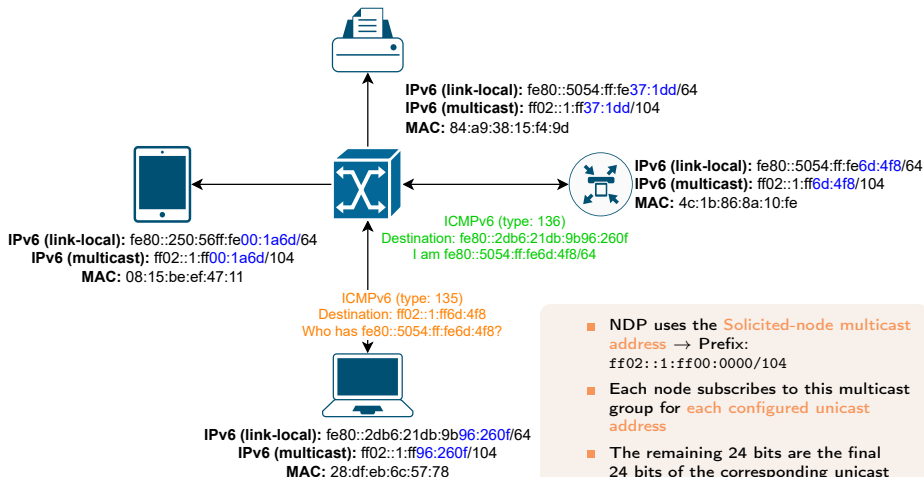 IPv6 (link-local): fe80::5054:ff:fe37:1dd/64
IPv6 (multicast): ff02::1:ff37:1dd/104
MAC: 84:a9:38:15:f4:9d
IPv6 (link-local): fe80::5054:ff:fe6d:4f8/64
IPv6 (multicast): ff02::1:ff6d:4f8/104
MAC: 4c:1b:86:8a:10:fe
ICMPv6 (type: 136)
Destination: fe80::2db6:21db:9b96:260f
I am fe80::5054:ff:fe6d:4f8/64
IPv6 (link-local): fe80::250:56ff:fe00:1a6d/64
IPv6 (multicast): ff02::1:ff00:1a6d/104
MAC: 08:15:be:ef:47:11
ICMPv6 (type: 135)
Destination: ff02::1:ff6d:4f8
Who has fe80::5054:ff:fe6d:4f8?
IPv6 (link-local): fe80::2db6:21db:9b96:260f/64
IPv6 (multicast): ff02::1:ff96:260f/104
MAC: 28:df:eb:6c:57:78
NDP uses the Solicited-node multicast
address → Prefix:
ff02::1:ff00:0000/104
Each node subscribes to this multicast
group for each configured unicast
address
The remaining 24 bits are the final
24 bits of the corresponding unicast